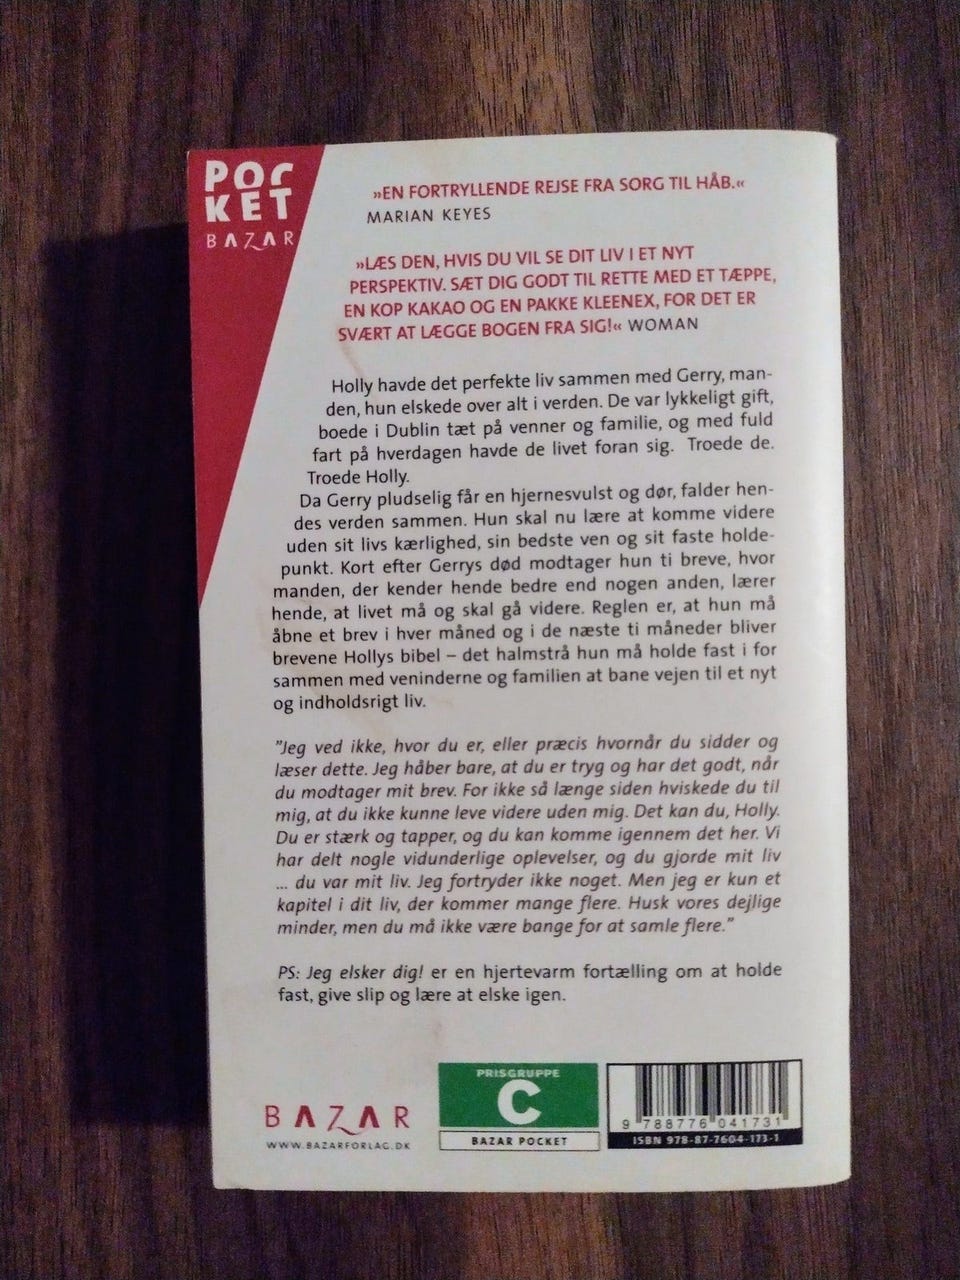 POCKET
BAZAR
»EN FORTRYLLENDE REJSE FRA SORG TIL HÅB.«
MARIAN KEYES
»LÆS DEN, HVIS DU VIL SE DIT LIV I ET NYT
PERSPEKTIV. SÆT DIG GODT TIL RETTE MED ET TÆPPE,
EN KOP KAKAO OG EN PAKKE KLEENEX, FOR DET ER
SVÆRT AT LÆGGE BOGEN FRA SIG!« WOMAN
Holly havde det perfekte liv sammen med Gerry, man-
den, hun elskede over alt i verden. De var lykkeligt gift,
boede i Dublin tæt på venner og familie, og med fuld
fart på hverdagen havde de livet foran sig. Troede de.
Troede Holly.
Da Gerry pludselig får en hjernesvulst og dør, falder hen-
des verden sammen. Hun skal nu lære at komme videre
uden sit livs kærlighed, sin bedste ven og sit faste holde-
punkt. Kort efter Gerrys død modtager hun ti breve, hvor
manden, der kender hende bedre end nogen anden, lærer
hende, at livet må og skal gå videre. Reglen er, at hun må
åbne et brev i hver måned og i de næste ti måneder bliver
brevene Hollys bibel – det halmstrå hun må holde fast i for
sammen med veninderne og familien at bane vejen til et nyt
og indholdsrigt liv.
"Jeg ved ikke, hvor du er, eller præcis hvornår du sidder og
læser dette. Jeg håber bare, at du er tryg og har det godt, når
du modtager mit brev. For ikke så længe siden hviskede du til
mig, at du ikke kunne leve videre uden mig. Det kan du, Holly.
Du er stærk og tapper, og du kan komme igennem det her. Vi
har delt nogle vidunderlige oplevelser, og du gjorde mit liv
... du var mit liv. Jeg fortryder ikke noget. Men jeg er kun et
kapitel i dit liv, der kommer mange flere. Husk vores dejlige
minder, men du må ikke være bange for at samle flere."
PS: Jeg elsker dig! er en hjertevarm fortælling om at holde
fast, give slip og lære at elske igen.
BAZAR
WWW.BAZARFORLAG.DK
PRISGRUPPE
C
BAZAR POCKET
9 788776 041731
ISBN 978-87-7604-173-1